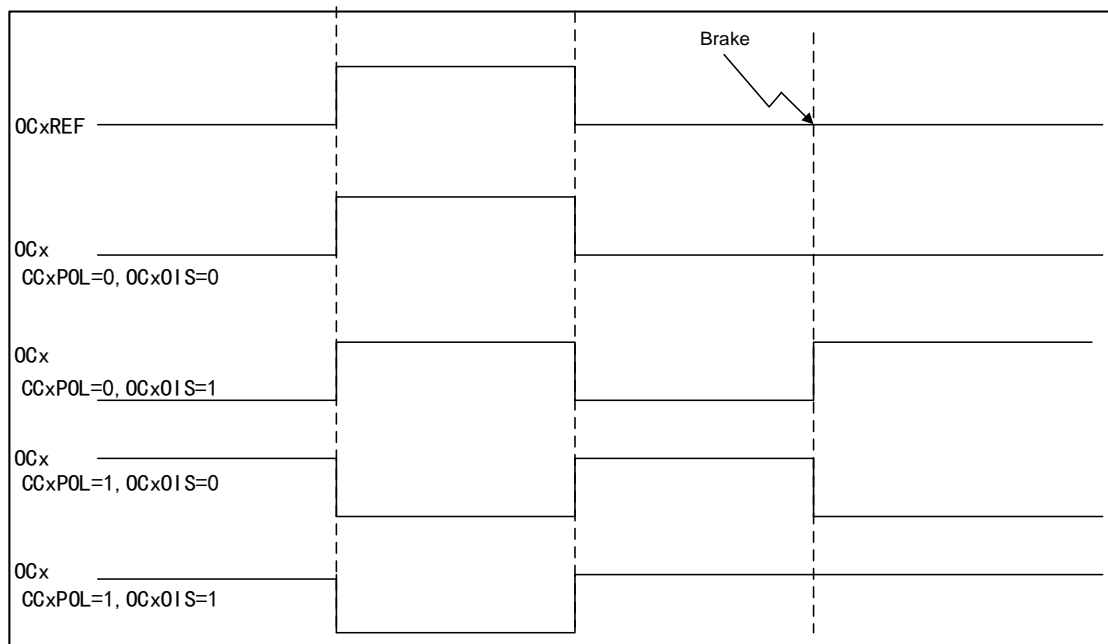 Brake
OCxREF
OCx
CCxPOL=0, OCxOIS=0
OCx
CCxPOL=0, OCxOIS=1
OCx
CCxPOL=1, OCxOIS=0
OCx
CCxPOL=1, OCxOIS=1